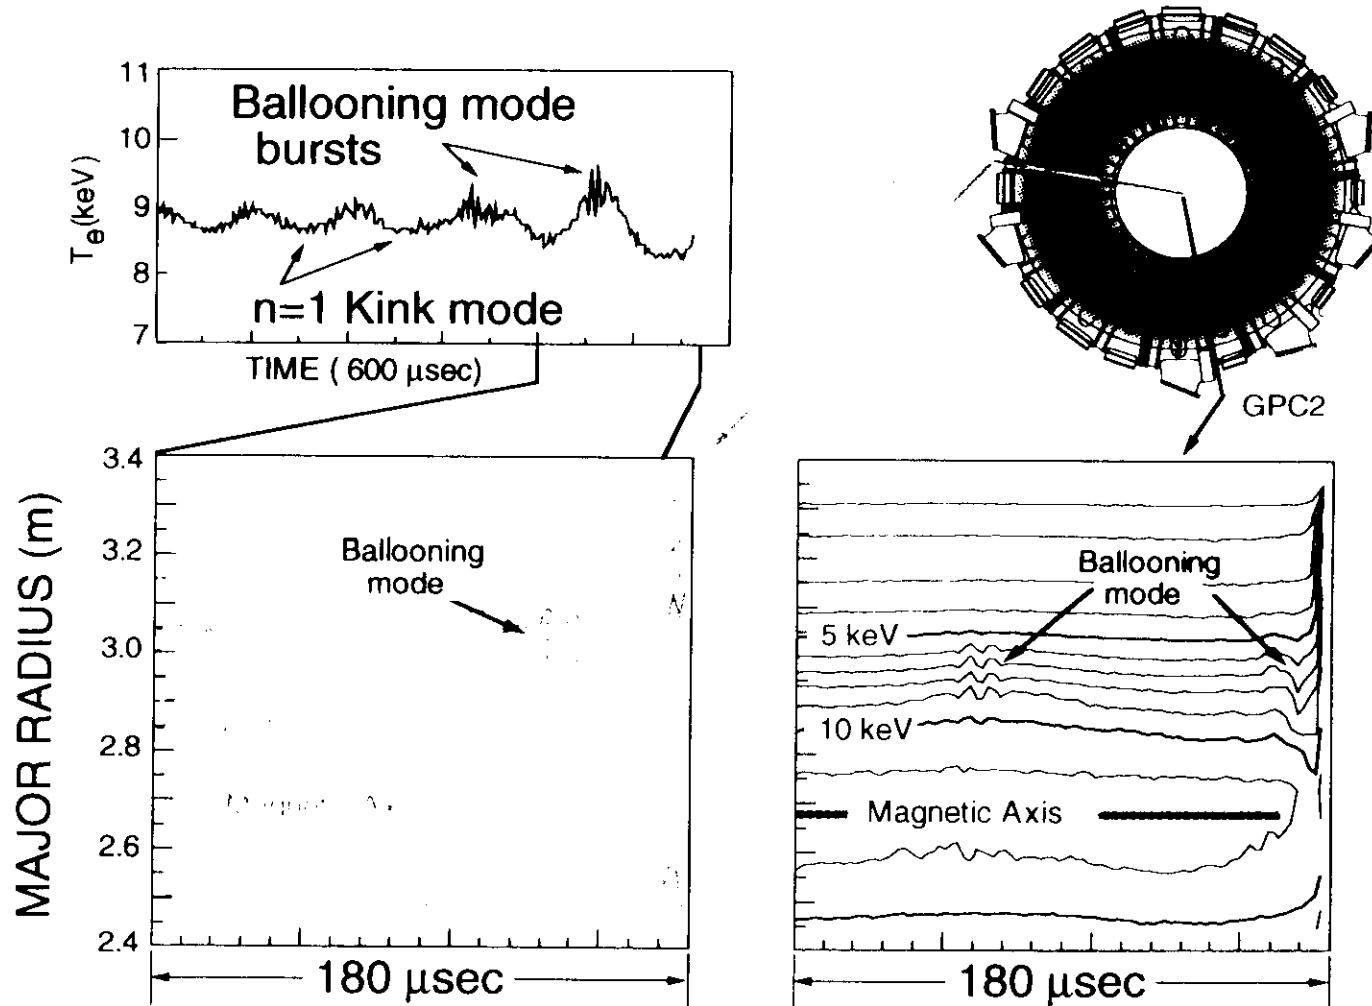 11
10
9
8
7
Te(keV)
Ballooning mode
bursts
n=1 Kink mode
TIME ( 600 µsec)
GPC2
MAJOR RADIUS (m)
3.4
3.2
3.0
2.8
2.6
2.4
Ballooning
mode
180 µsec
Ballooning
mode
5 keV
10 keV
Magnetic Axis
180 µsec